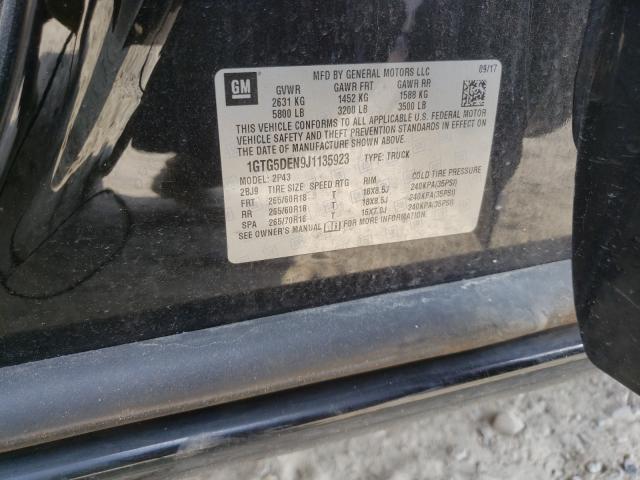 GM
MFD BY GENERAL MOTORS LLC
09/17
GVWR GAWR FRT GAWR RR
2631 KG 1452 KG 1588 KG
5800 LB 3200 LB 3500 LB
THIS VEHICLE CONFORMS TO ALL APPLICABLE U.S. FEDERAL MOTOR
VEHICLE SAFETY AND THEFT PREVENTION STANDARDS IN EFFECT ON
THE DATE OF MANUFACTURE SHOWN ABOVE.
1GTG5DEN9J1135923 TYPE: TRUCK
MODEL: 2P43
2BJ9 TIRE SIZE SPEED RTG RIM COLD TIRE PRESSURE
FRT 265/60R18 T 18X8.5J 240KPA(35PSI)
RR 265/60R18 T 18X8.5J 240KPA(35PSI)
SPA 265/70R16 T 16X7.0J 240KPA(35PSI)
SEE OWNER'S MANUAL FOR MORE INFORMATION.